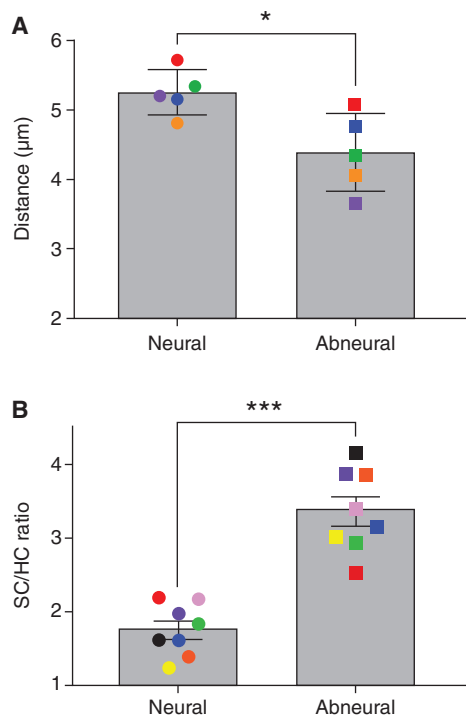 A
*
6
5
4
3
2
Distance (µm)
Neural Abneural
B
***
4
3
2
1
SC/HC ratio
Neural Abneural